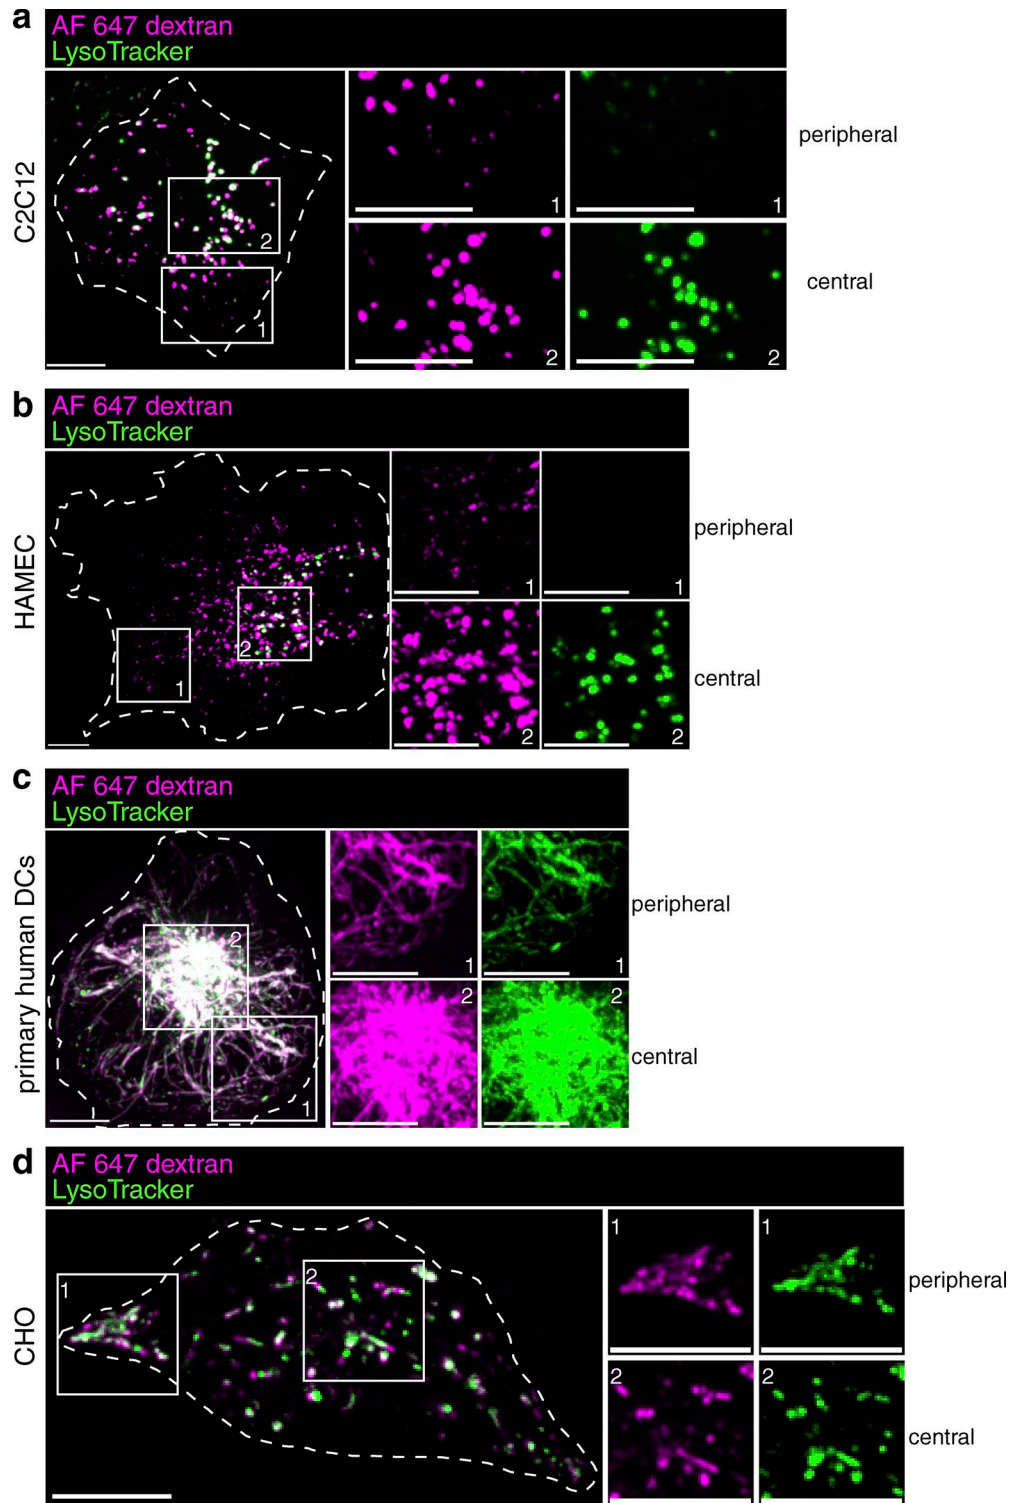 a
AF 647 dextran
LysoTracker
C2C12
2
1
1
1
peripheral
2
2
central
b
AF 647 dextran
LysoTracker
HAMEC
2
1
1
1
peripheral
2
2
central
c
AF 647 dextran
LysoTracker
primary human DCs
2
1
1
1
peripheral
2
2
central
d
AF 647 dextran
LysoTracker
CHO
1
2
1
1
peripheral
2
2
central